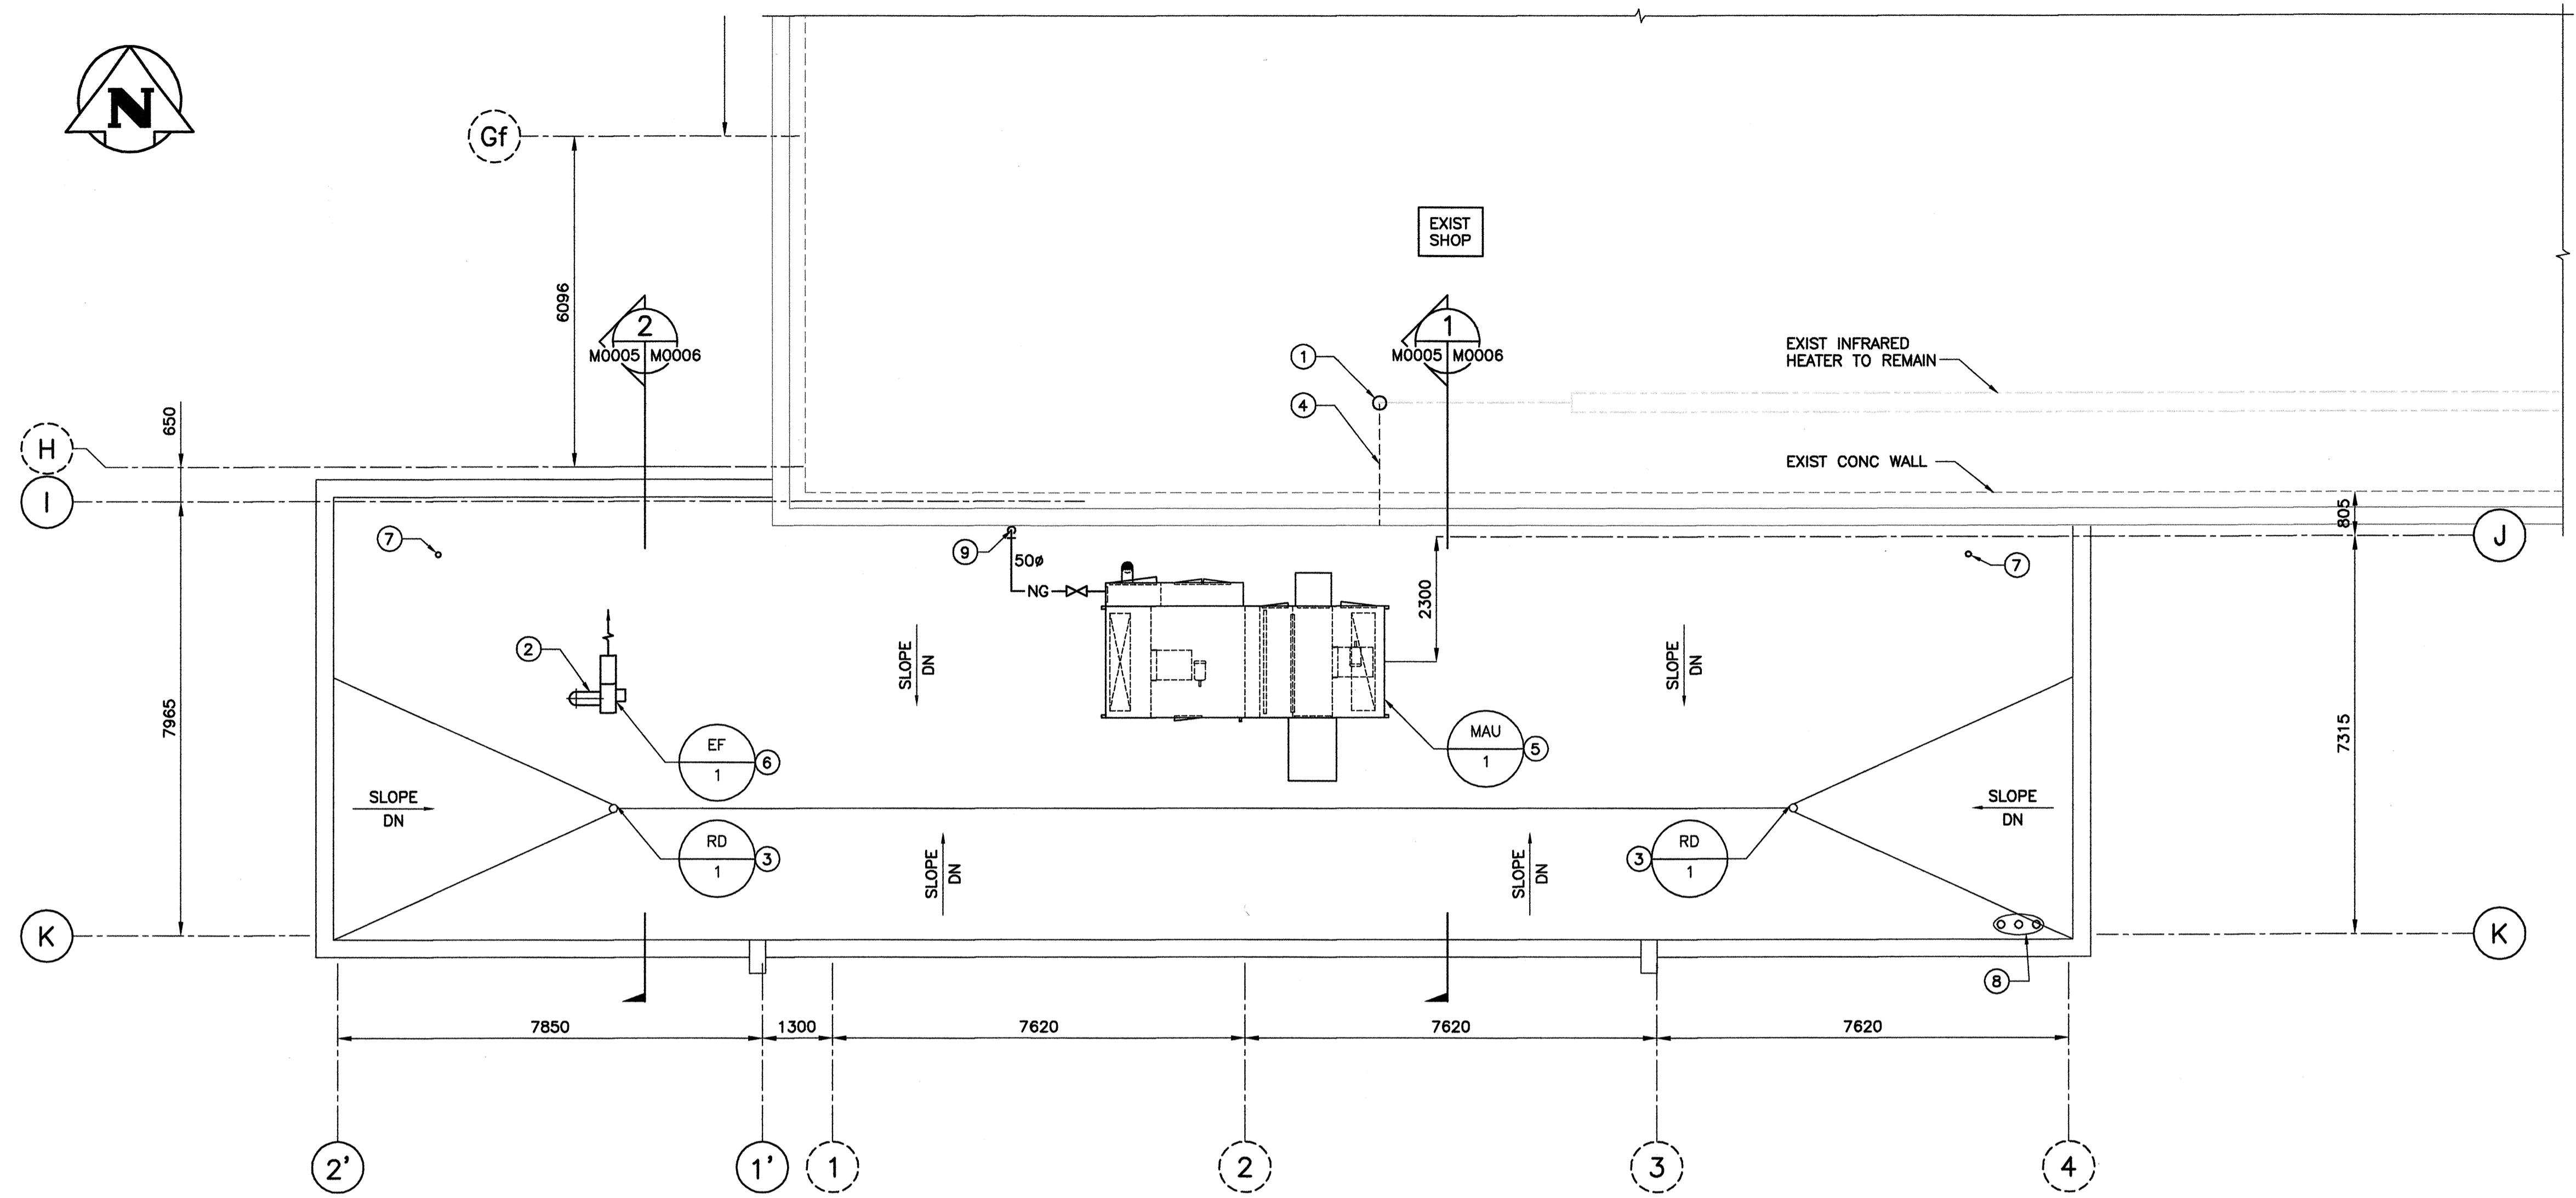 N
Gf
EXIST
SHOP
6096
2
M0005 M0006
1
M0005 M0006
1
4
EXIST INFRARED
HEATER TO REMAIN
EXIST CONC WALL
650
H
I
805
J
7
9
50ø
NG
7
2300
2
SLOPE
DN
SLOPE
DN
7965
7315
EF
1
6
MAU
1
5
SLOPE
DN
SLOPE
DN
RD
1
3
SLOPE
DN
SLOPE
DN
3
RD
1
K
K
8
7850
1300
7620
7620
7620
2'
1'
1
2
3
4